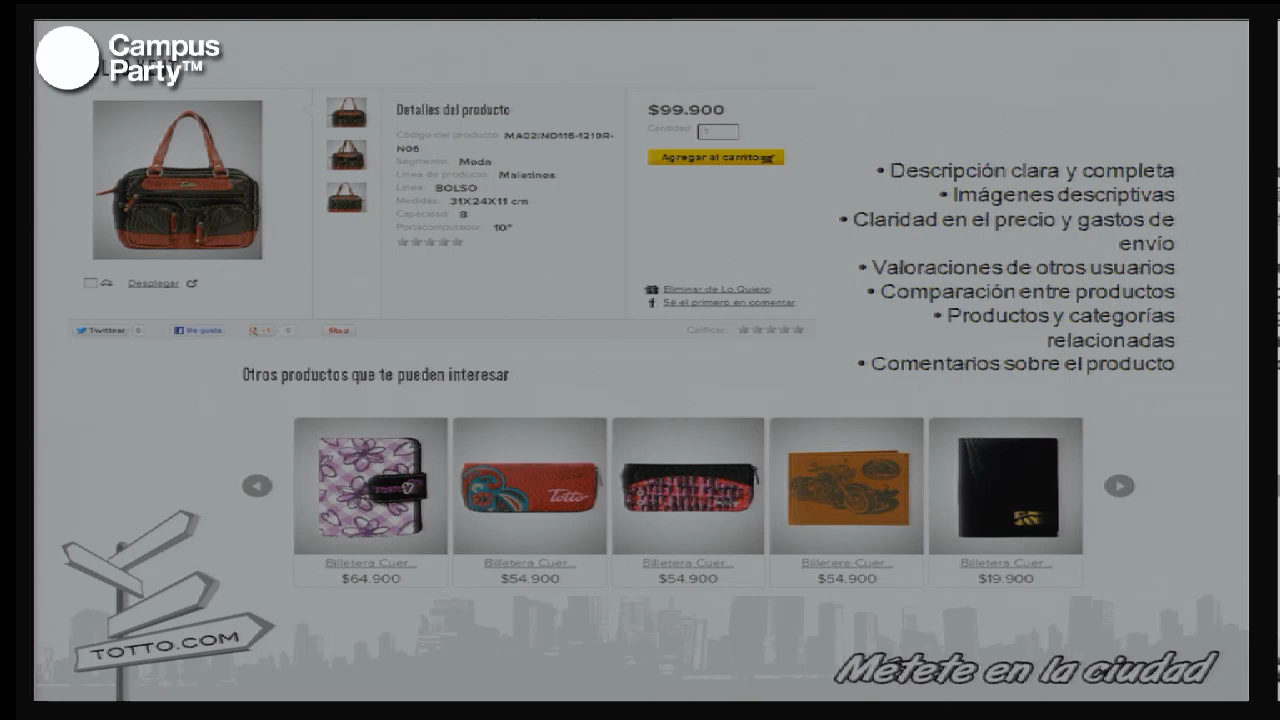 Campus
Party™
Detalles del producto
Código del producto: MA02IND116-1210R-
N06
Segmento: Moda
Línea de producto: Maletines
Línea: BOLSO
Medidas: 31X24X11 cm
Capacidad: 8
Portacomputador: 10"
$99.900
Cantidad: 1
Agregar al carrito
Eliminar de Lo Quiero
Sé el primero en comentar
Desplegar
Twittear 0
Me gusta
+1 0
Pin it
Calificar:
• Descripción clara y completa
• Imágenes descriptivas
• Claridad en el precio y gastos de
envío
• Valoraciones de otros usuarios
• Comparación entre productos
• Productos y categorías
relacionadas
• Comentarios sobre el producto
Otros productos que te pueden interesar
Totto
Billetera Cuer...
$64.900
Billetera Cuer...
$54.900
Billetera Cuer...
$54.900
Billetera Cuer...
$54.900
Billetera Cuer...
$19.900
TOTTO.COM
Métete en la ciudad